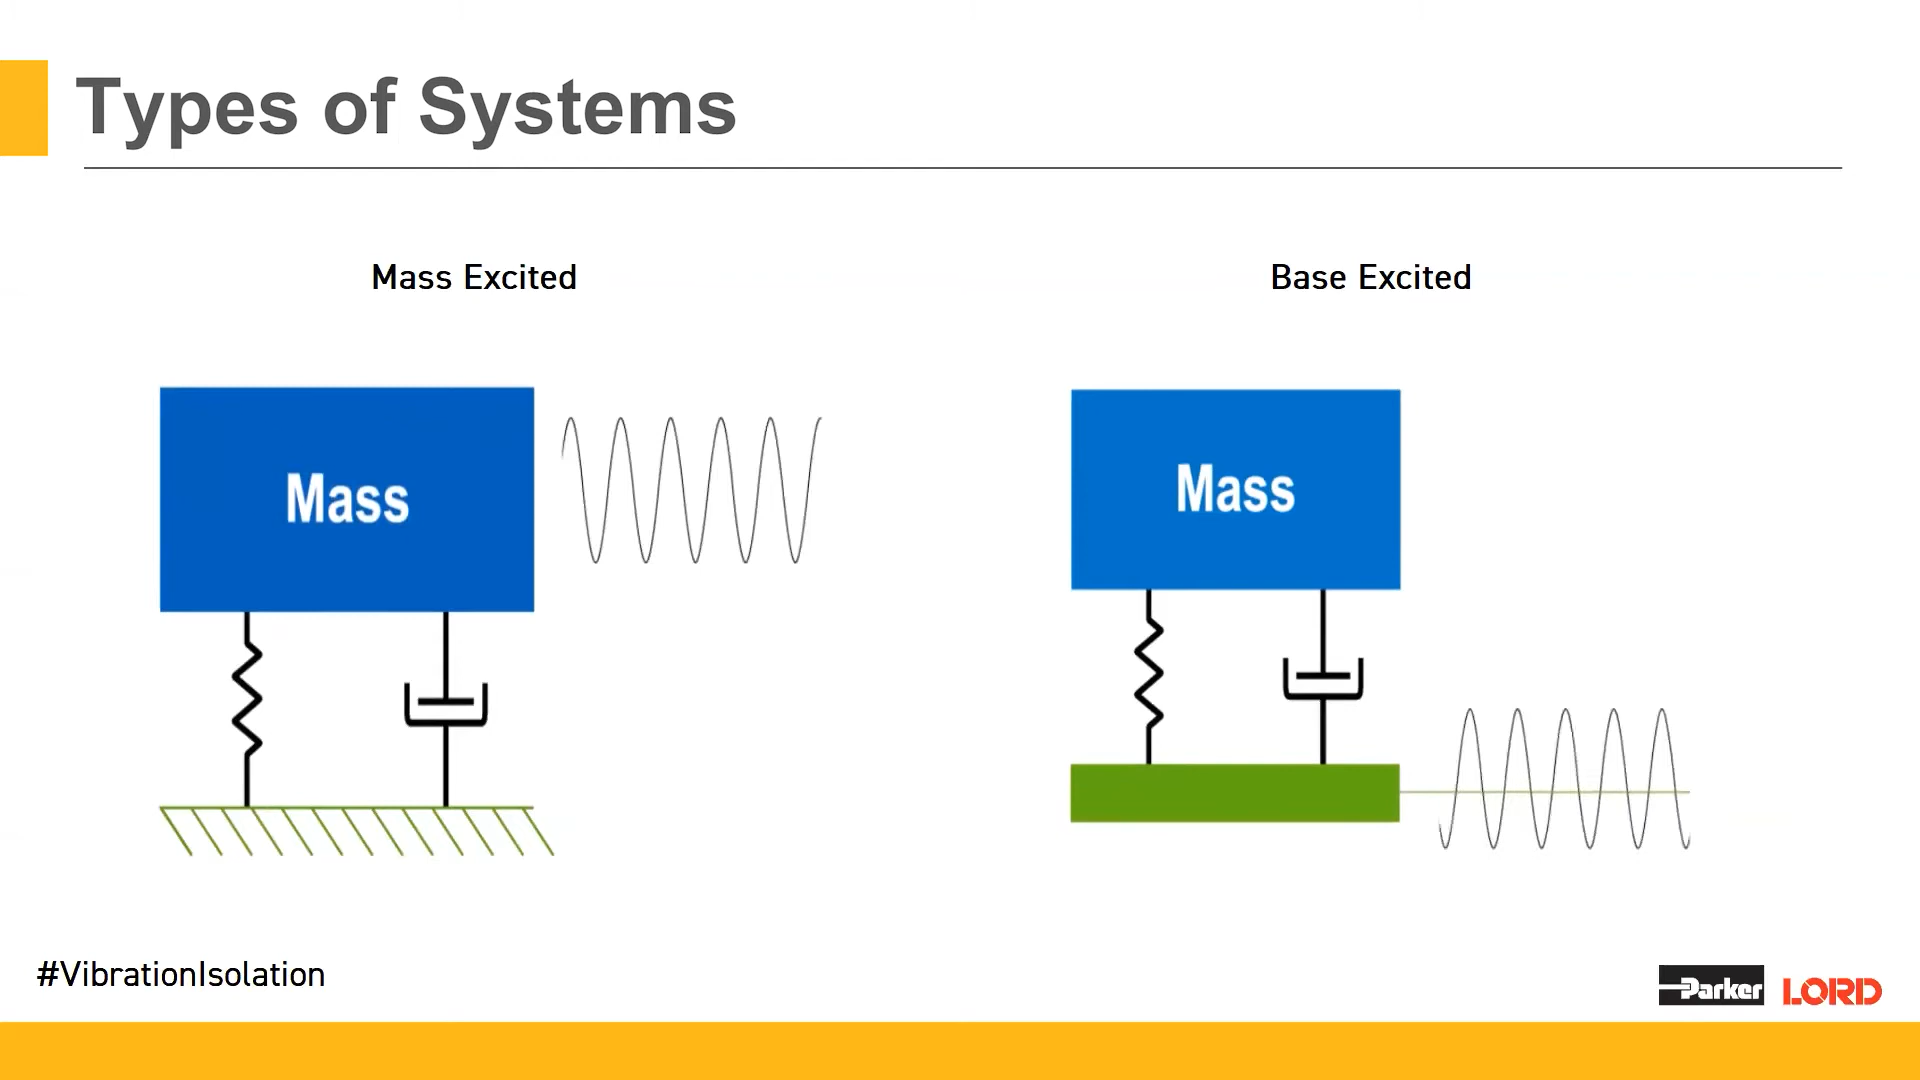 Types of Systems
Mass Excited
Base Excited
Mass
Mass
#VibrationIsolation
Parker LORD